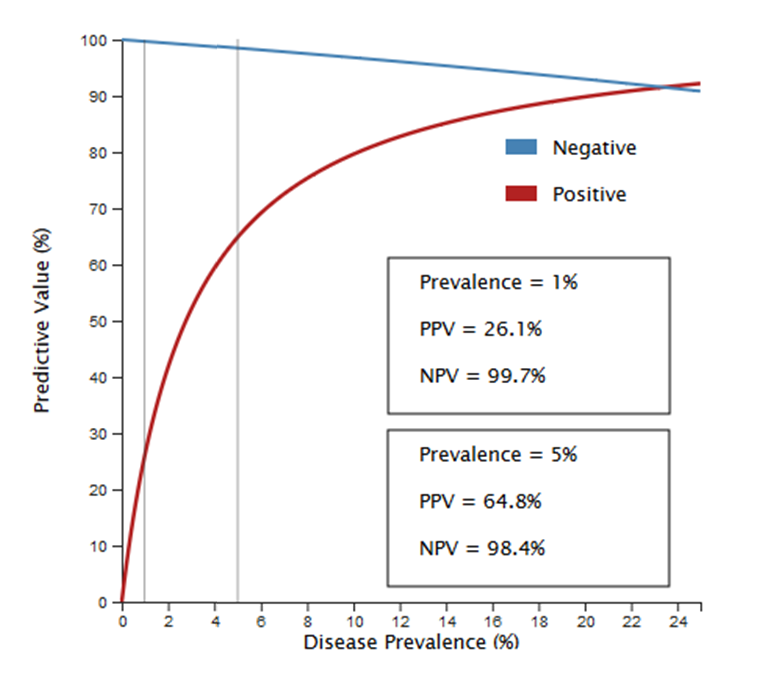 100
90
80
70
60
50
40
30
20
10
0
Predictive Value (%)
Negative
Positive
Prevalence = 1%
PPV = 26.1%
NPV = 99.7%
Prevalence = 5%
PPV = 64.8%
NPV = 98.4%
0 2 4 6 8 10 12 14 16 18 20 22 24
Disease Prevalence (%)